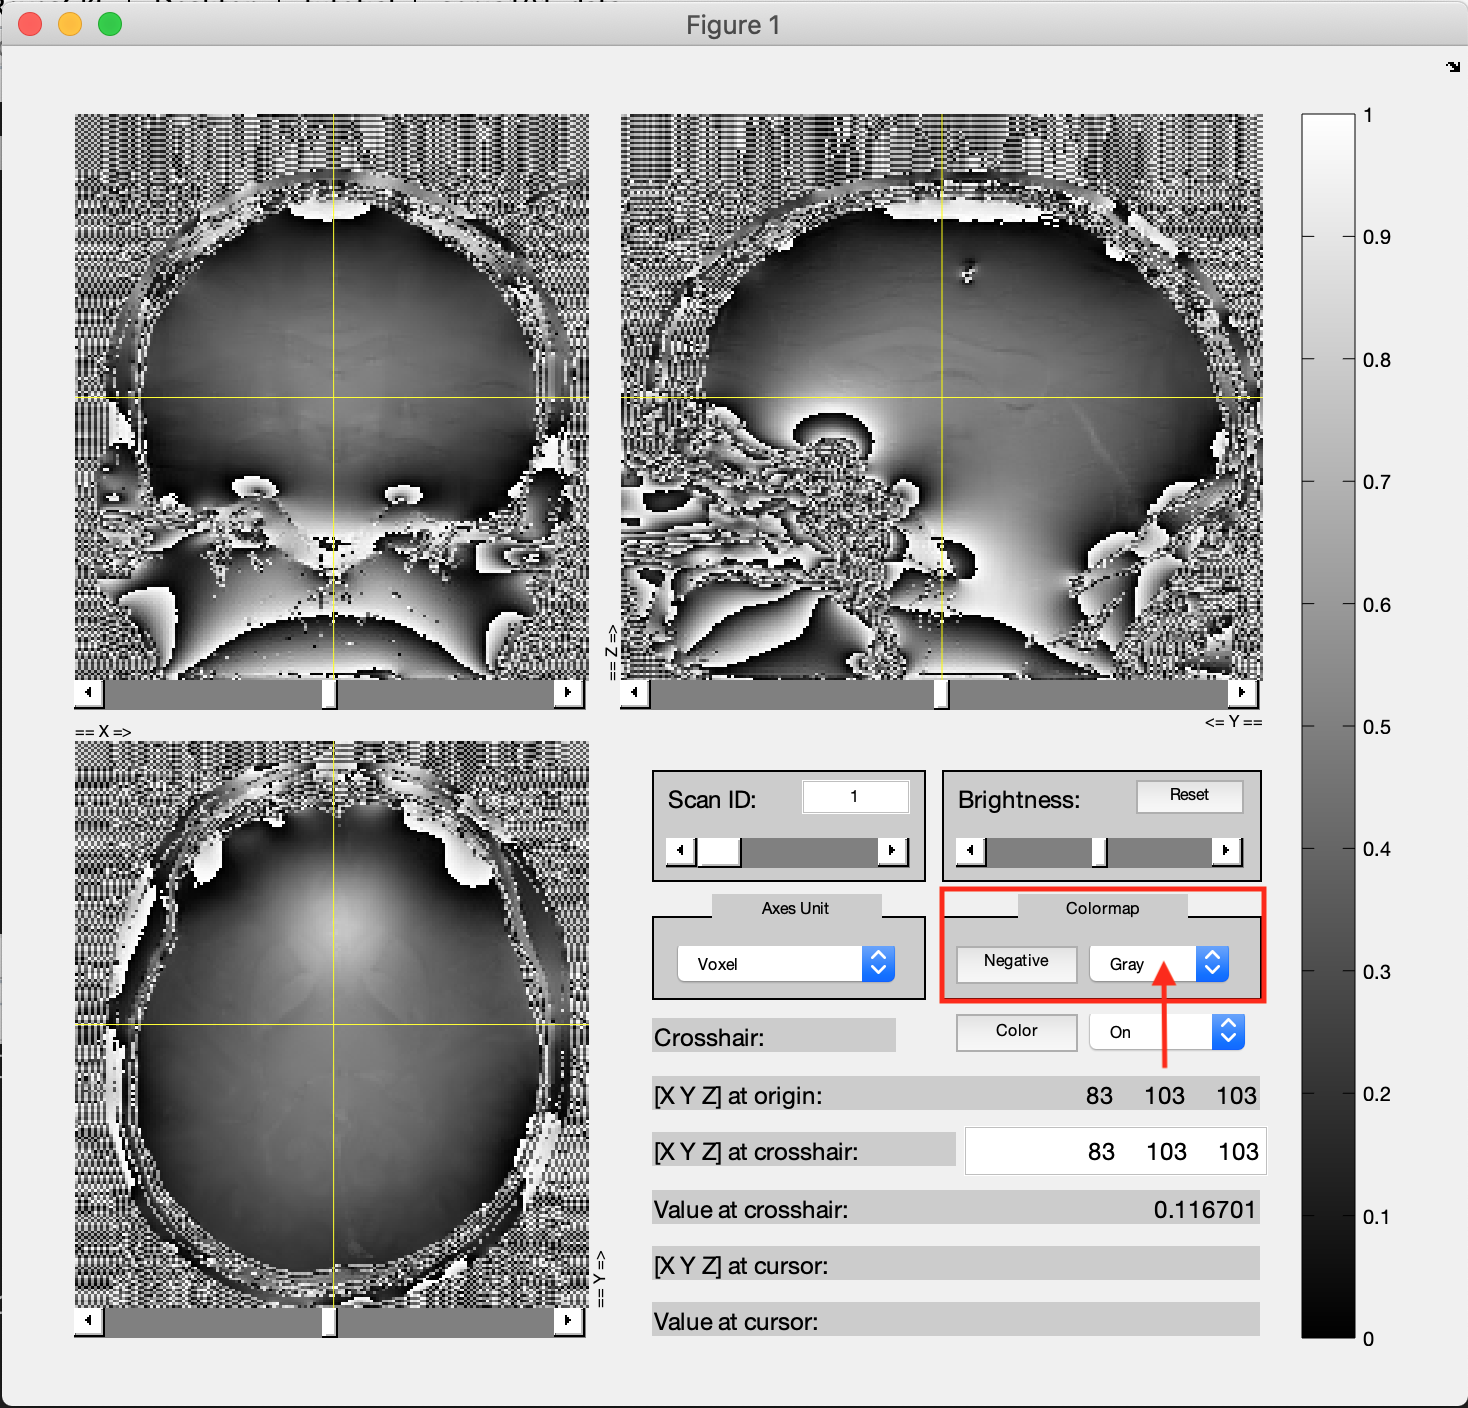 Figure 1
1
0.9
0.8
0.7
0.6
0.5
0.4
0.3
0.2
0.1
0
== Z =>
<= Y ==
== X =>
== Y =>
Scan ID: 1
Brightness: Reset
Axes Unit
Voxel
Colormap
Negative Gray
Crosshair: Color On
[X Y Z] at origin: 83 103 103
[X Y Z] at crosshair: 83 103 103
Value at crosshair: 0.116701
[X Y Z] at cursor:
Value at cursor: